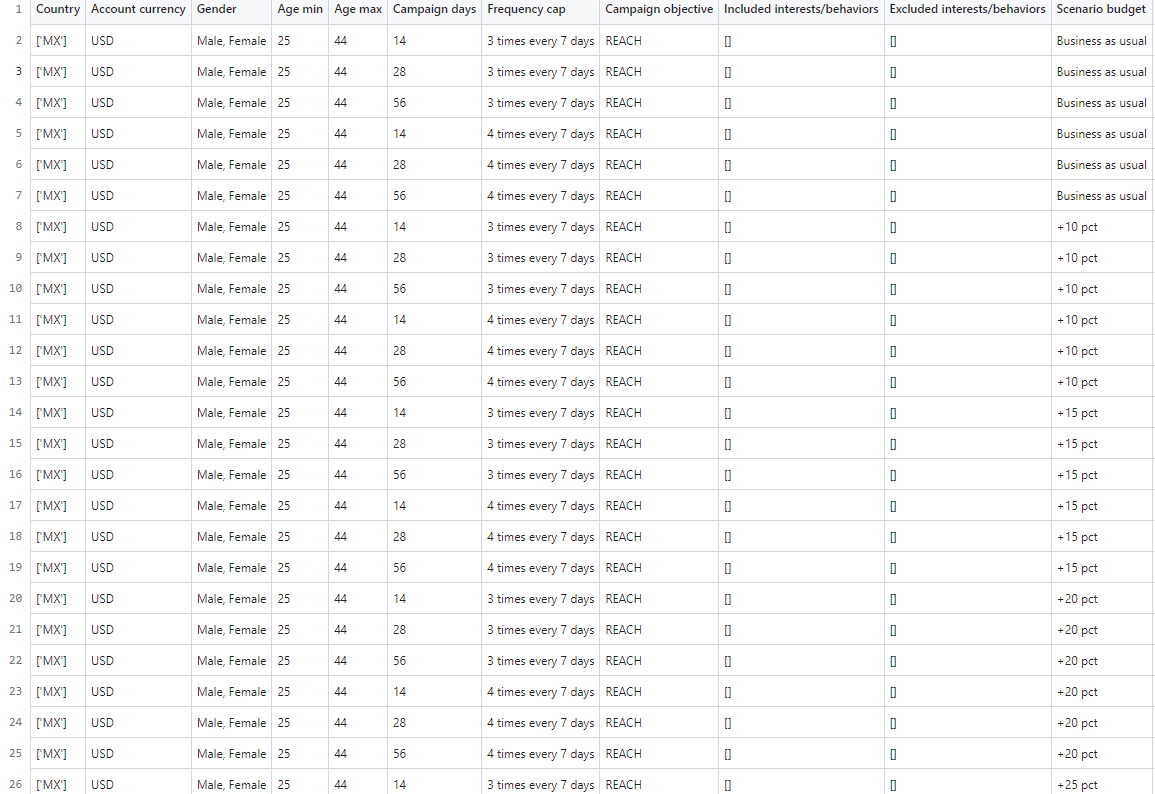 1 Country Account currency Gender Age min Age max Campaign days Frequency cap Campaign objective Included interests/behaviors Excluded interests/behaviors Scenario budget
2 ['MX'] USD Male, Female 25 44 14 3 times every 7 days REACH [] [] Business as usual
3 ['MX'] USD Male, Female 25 44 28 3 times every 7 days REACH [] [] Business as usual
4 ['MX'] USD Male, Female 25 44 56 3 times every 7 days REACH [] [] Business as usual
5 ['MX'] USD Male, Female 25 44 14 4 times every 7 days REACH [] [] Business as usual
6 ['MX'] USD Male, Female 25 44 28 4 times every 7 days REACH [] [] Business as usual
7 ['MX'] USD Male, Female 25 44 56 4 times every 7 days REACH [] [] Business as usual
8 ['MX'] USD Male, Female 25 44 14 3 times every 7 days REACH [] [] +10 pct
9 ['MX'] USD Male, Female 25 44 28 3 times every 7 days REACH [] [] +10 pct
10 ['MX'] USD Male, Female 25 44 56 3 times every 7 days REACH [] [] +10 pct
11 ['MX'] USD Male, Female 25 44 14 4 times every 7 days REACH [] [] +10 pct
12 ['MX'] USD Male, Female 25 44 28 4 times every 7 days REACH [] [] +10 pct
13 ['MX'] USD Male, Female 25 44 56 4 times every 7 days REACH [] [] +10 pct
14 ['MX'] USD Male, Female 25 44 14 3 times every 7 days REACH [] [] +15 pct
15 ['MX'] USD Male, Female 25 44 28 3 times every 7 days REACH [] [] +15 pct
16 ['MX'] USD Male, Female 25 44 56 3 times every 7 days REACH [] [] +15 pct
17 ['MX'] USD Male, Female 25 44 14 4 times every 7 days REACH [] [] +15 pct
18 ['MX'] USD Male, Female 25 44 28 4 times every 7 days REACH [] [] +15 pct
19 ['MX'] USD Male, Female 25 44 56 4 times every 7 days REACH [] [] +15 pct
20 ['MX'] USD Male, Female 25 44 14 3 times every 7 days REACH [] [] +20 pct
21 ['MX'] USD Male, Female 25 44 28 3 times every 7 days REACH [] [] +20 pct
22 ['MX'] USD Male, Female 25 44 56 3 times every 7 days REACH [] [] +20 pct
23 ['MX'] USD Male, Female 25 44 14 4 times every 7 days REACH [] [] +20 pct
24 ['MX'] USD Male, Female 25 44 28 4 times every 7 days REACH [] [] +20 pct
25 ['MX'] USD Male, Female 25 44 56 4 times every 7 days REACH [] [] +20 pct
26 ['MX'] USD Male, Female 25 44 14 3 times every 7 days REACH [] [] +25 pct